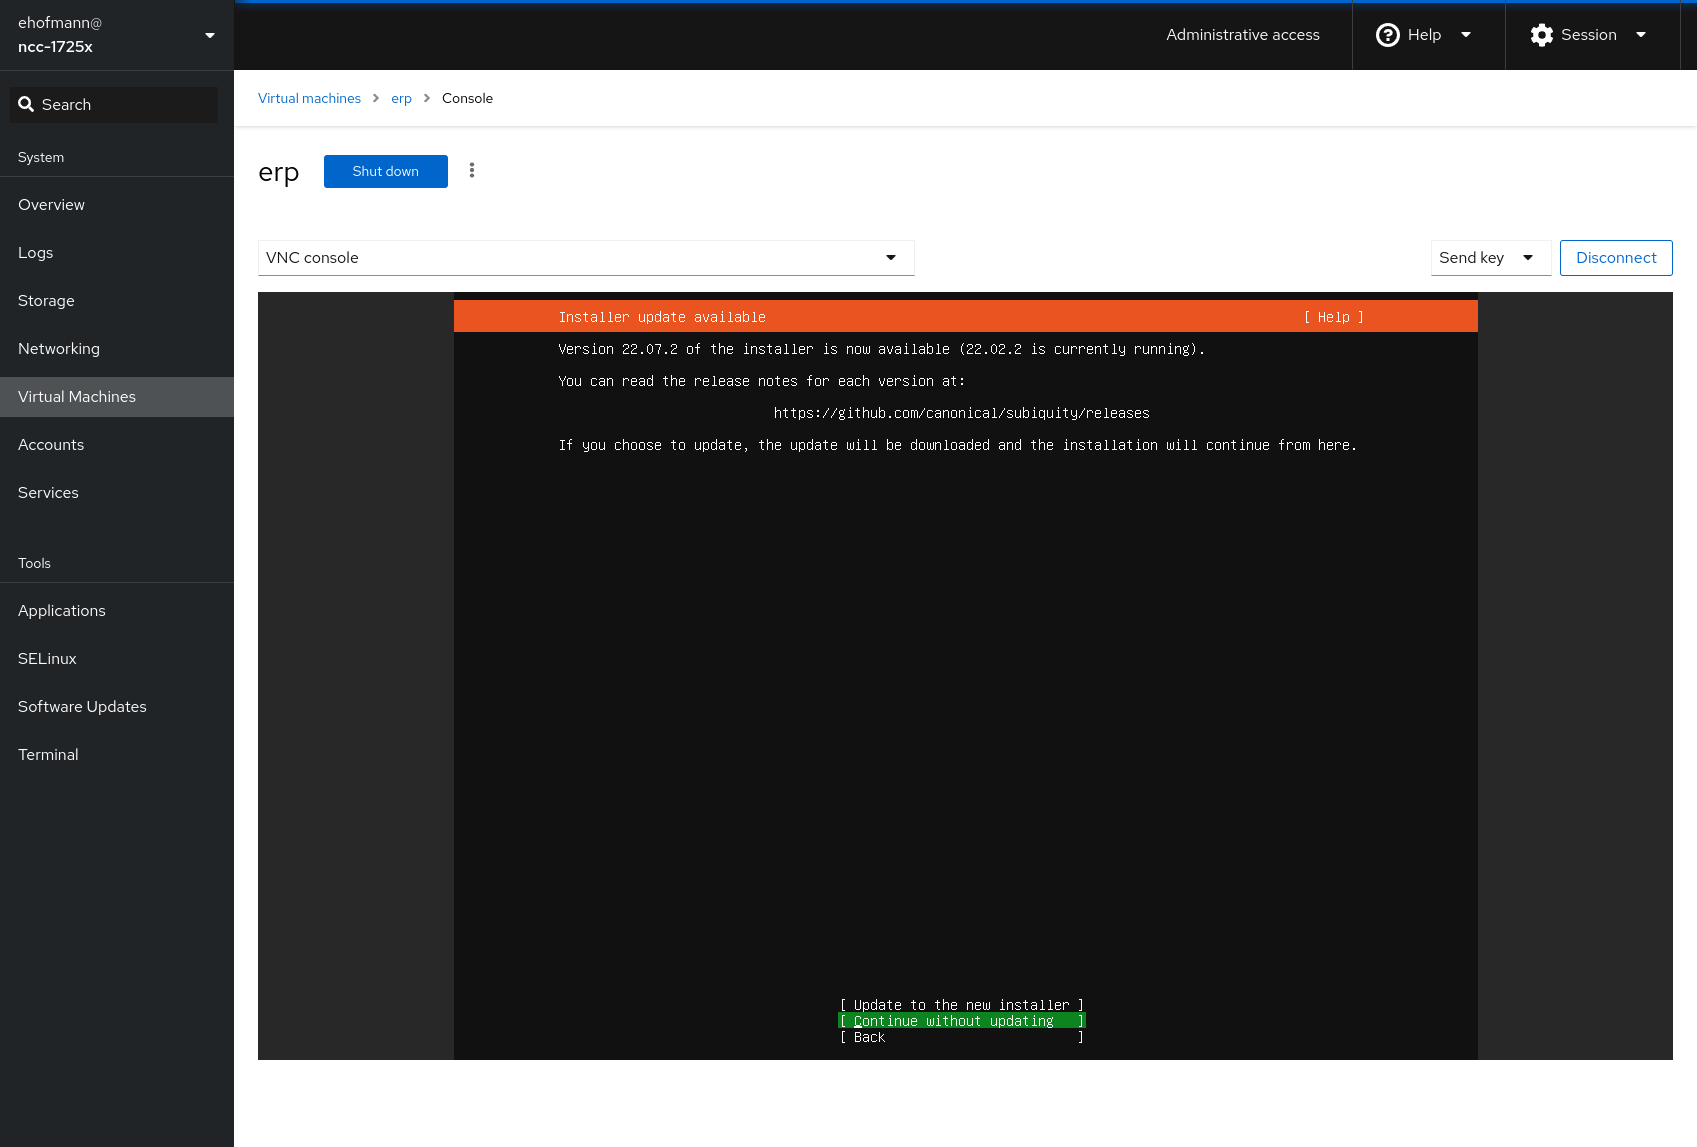 ehofmann@
ncc-1725x
Administrative access
Help
Session
Search
System
Overview
Logs
Storage
Networking
Virtual Machines
Accounts
Services
Tools
Applications
SELinux
Software Updates
Terminal
Virtual machines > erp > Console
erp
Shut down
VNC console
Send key
Disconnect
Installer update available [ Help ]
Version 22.07.2 of the installer is now available (22.02.2 is currently running).
You can read the release notes for each version at:
https://github.com/canonical/subiquity/releases
If you choose to update, the update will be downloaded and the installation will continue from here.
[ Update to the new installer ]
[ Continue without updating ]
[ Back ]